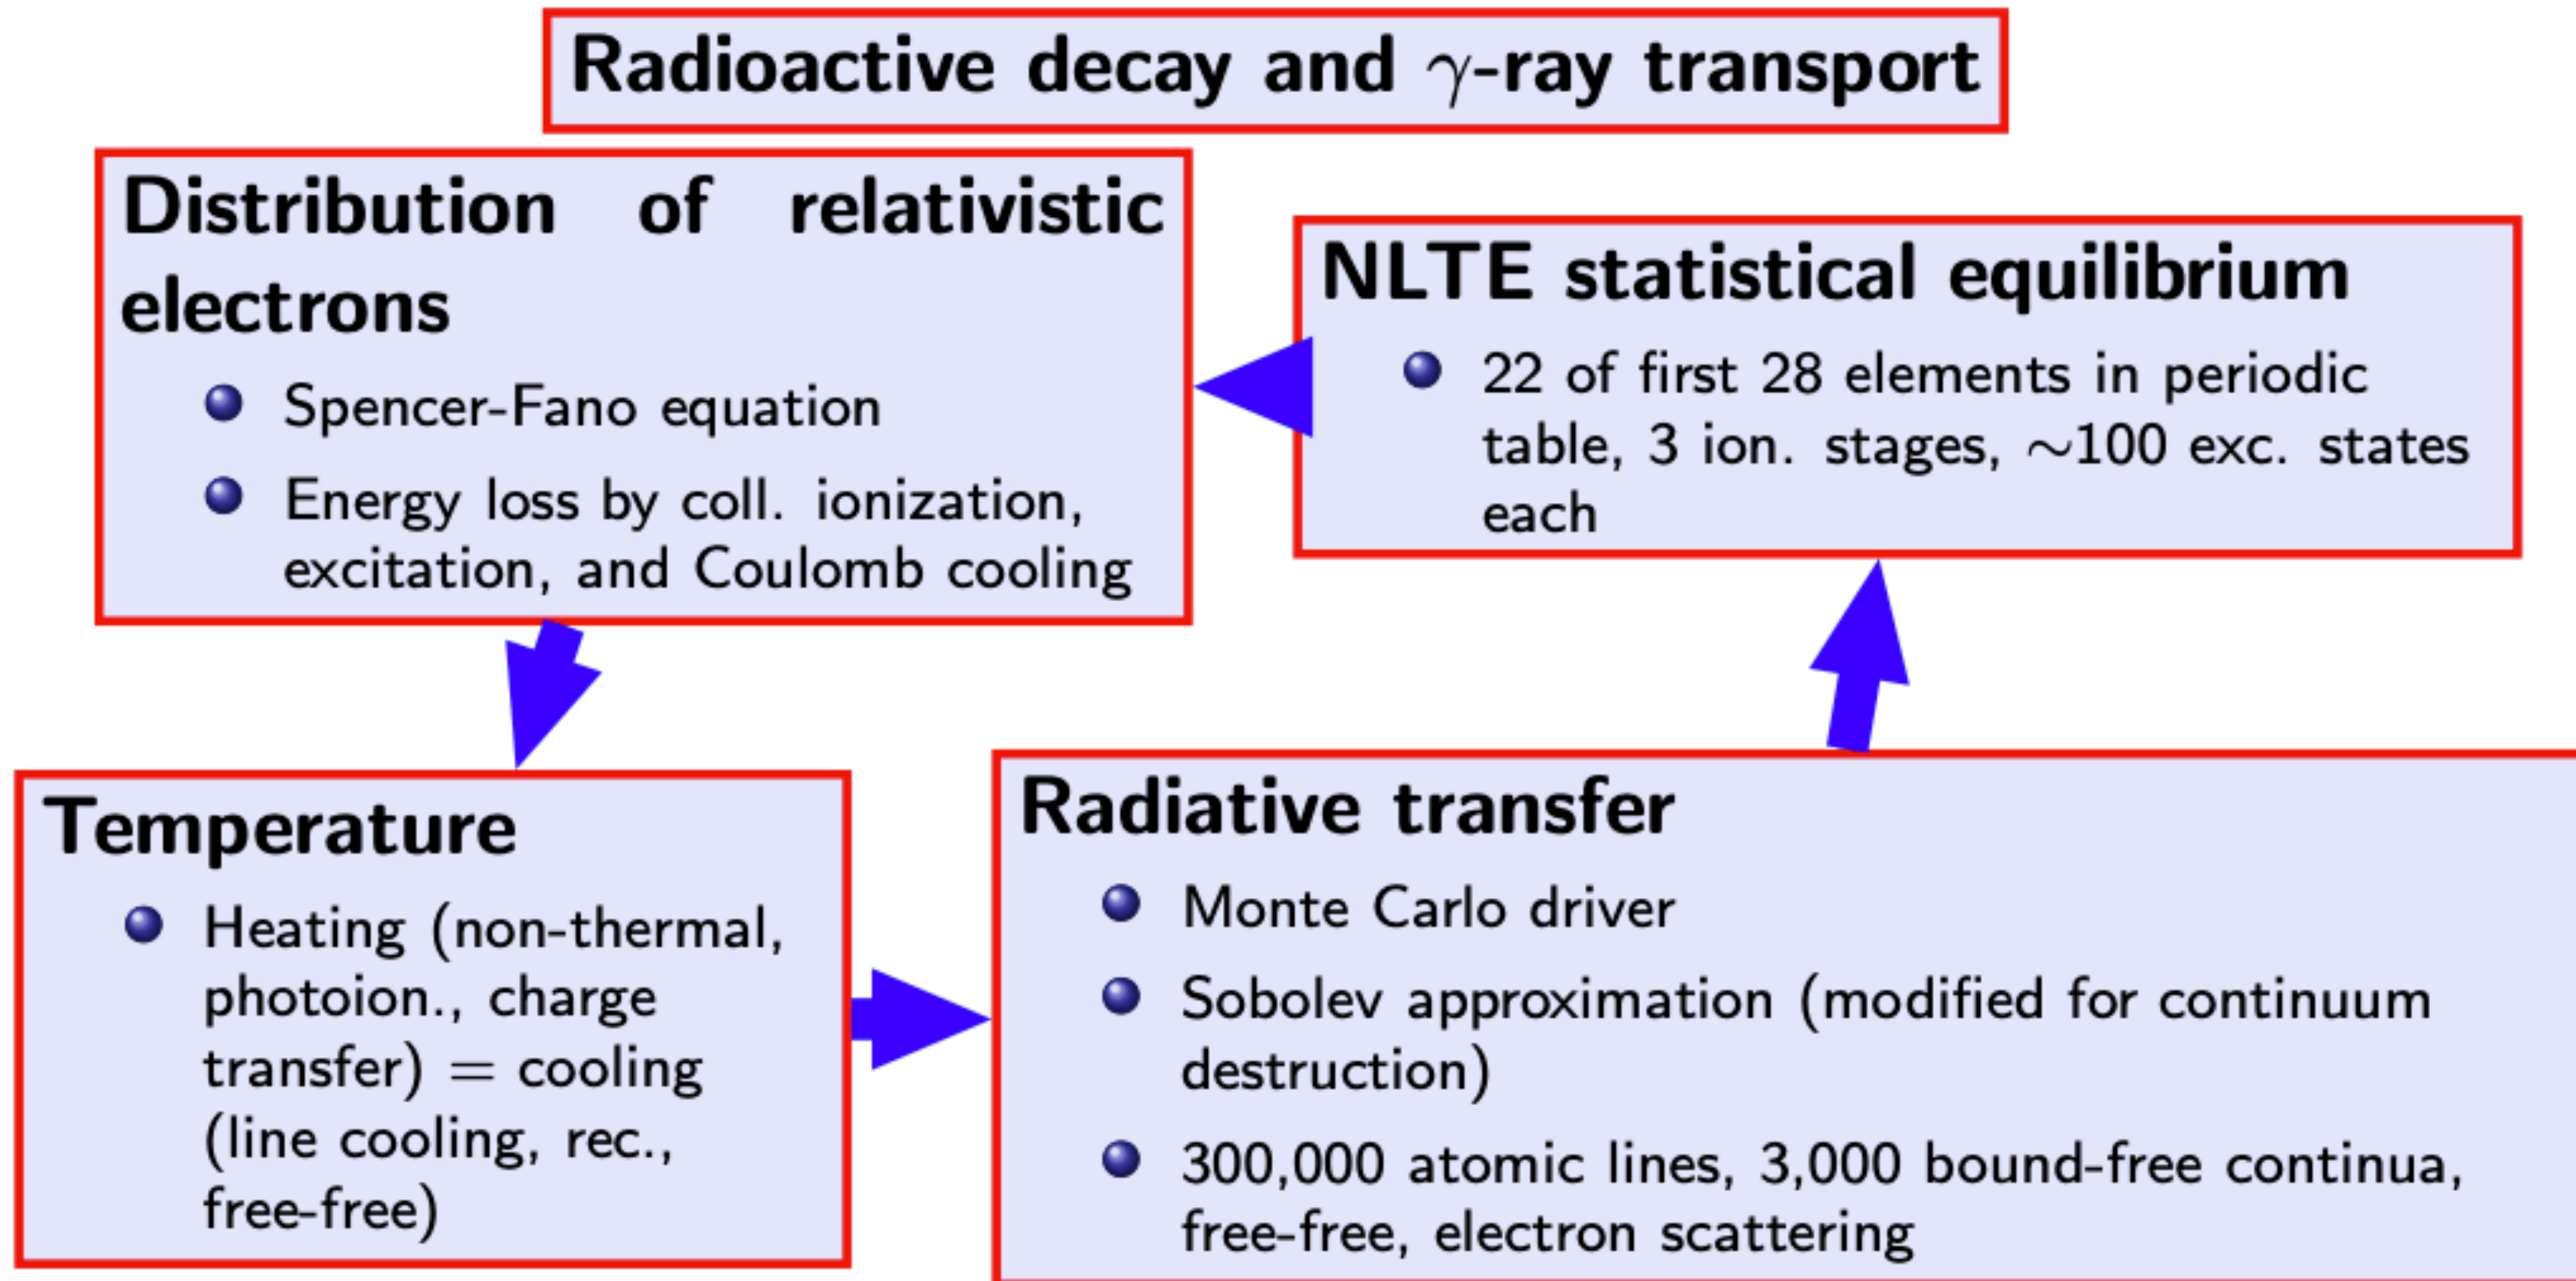 Radioactive decay and γ-ray transport
Distribution of relativistic
electrons
Spencer-Fano equation
Energy loss by coll. ionization,
excitation, and Coulomb cooling
NLTE statistical equilibrium
22 of first 28 elements in periodic
table, 3 ion. stages, ~100 exc. states
each
Temperature
Heating (non-thermal,
photoion., charge
transfer) = cooling
(line cooling, rec.,
free-free)
Radiative transfer
Monte Carlo driver
Sobolev approximation (modified for continuum
destruction)
300,000 atomic lines, 3,000 bound-free continua,
free-free, electron scattering